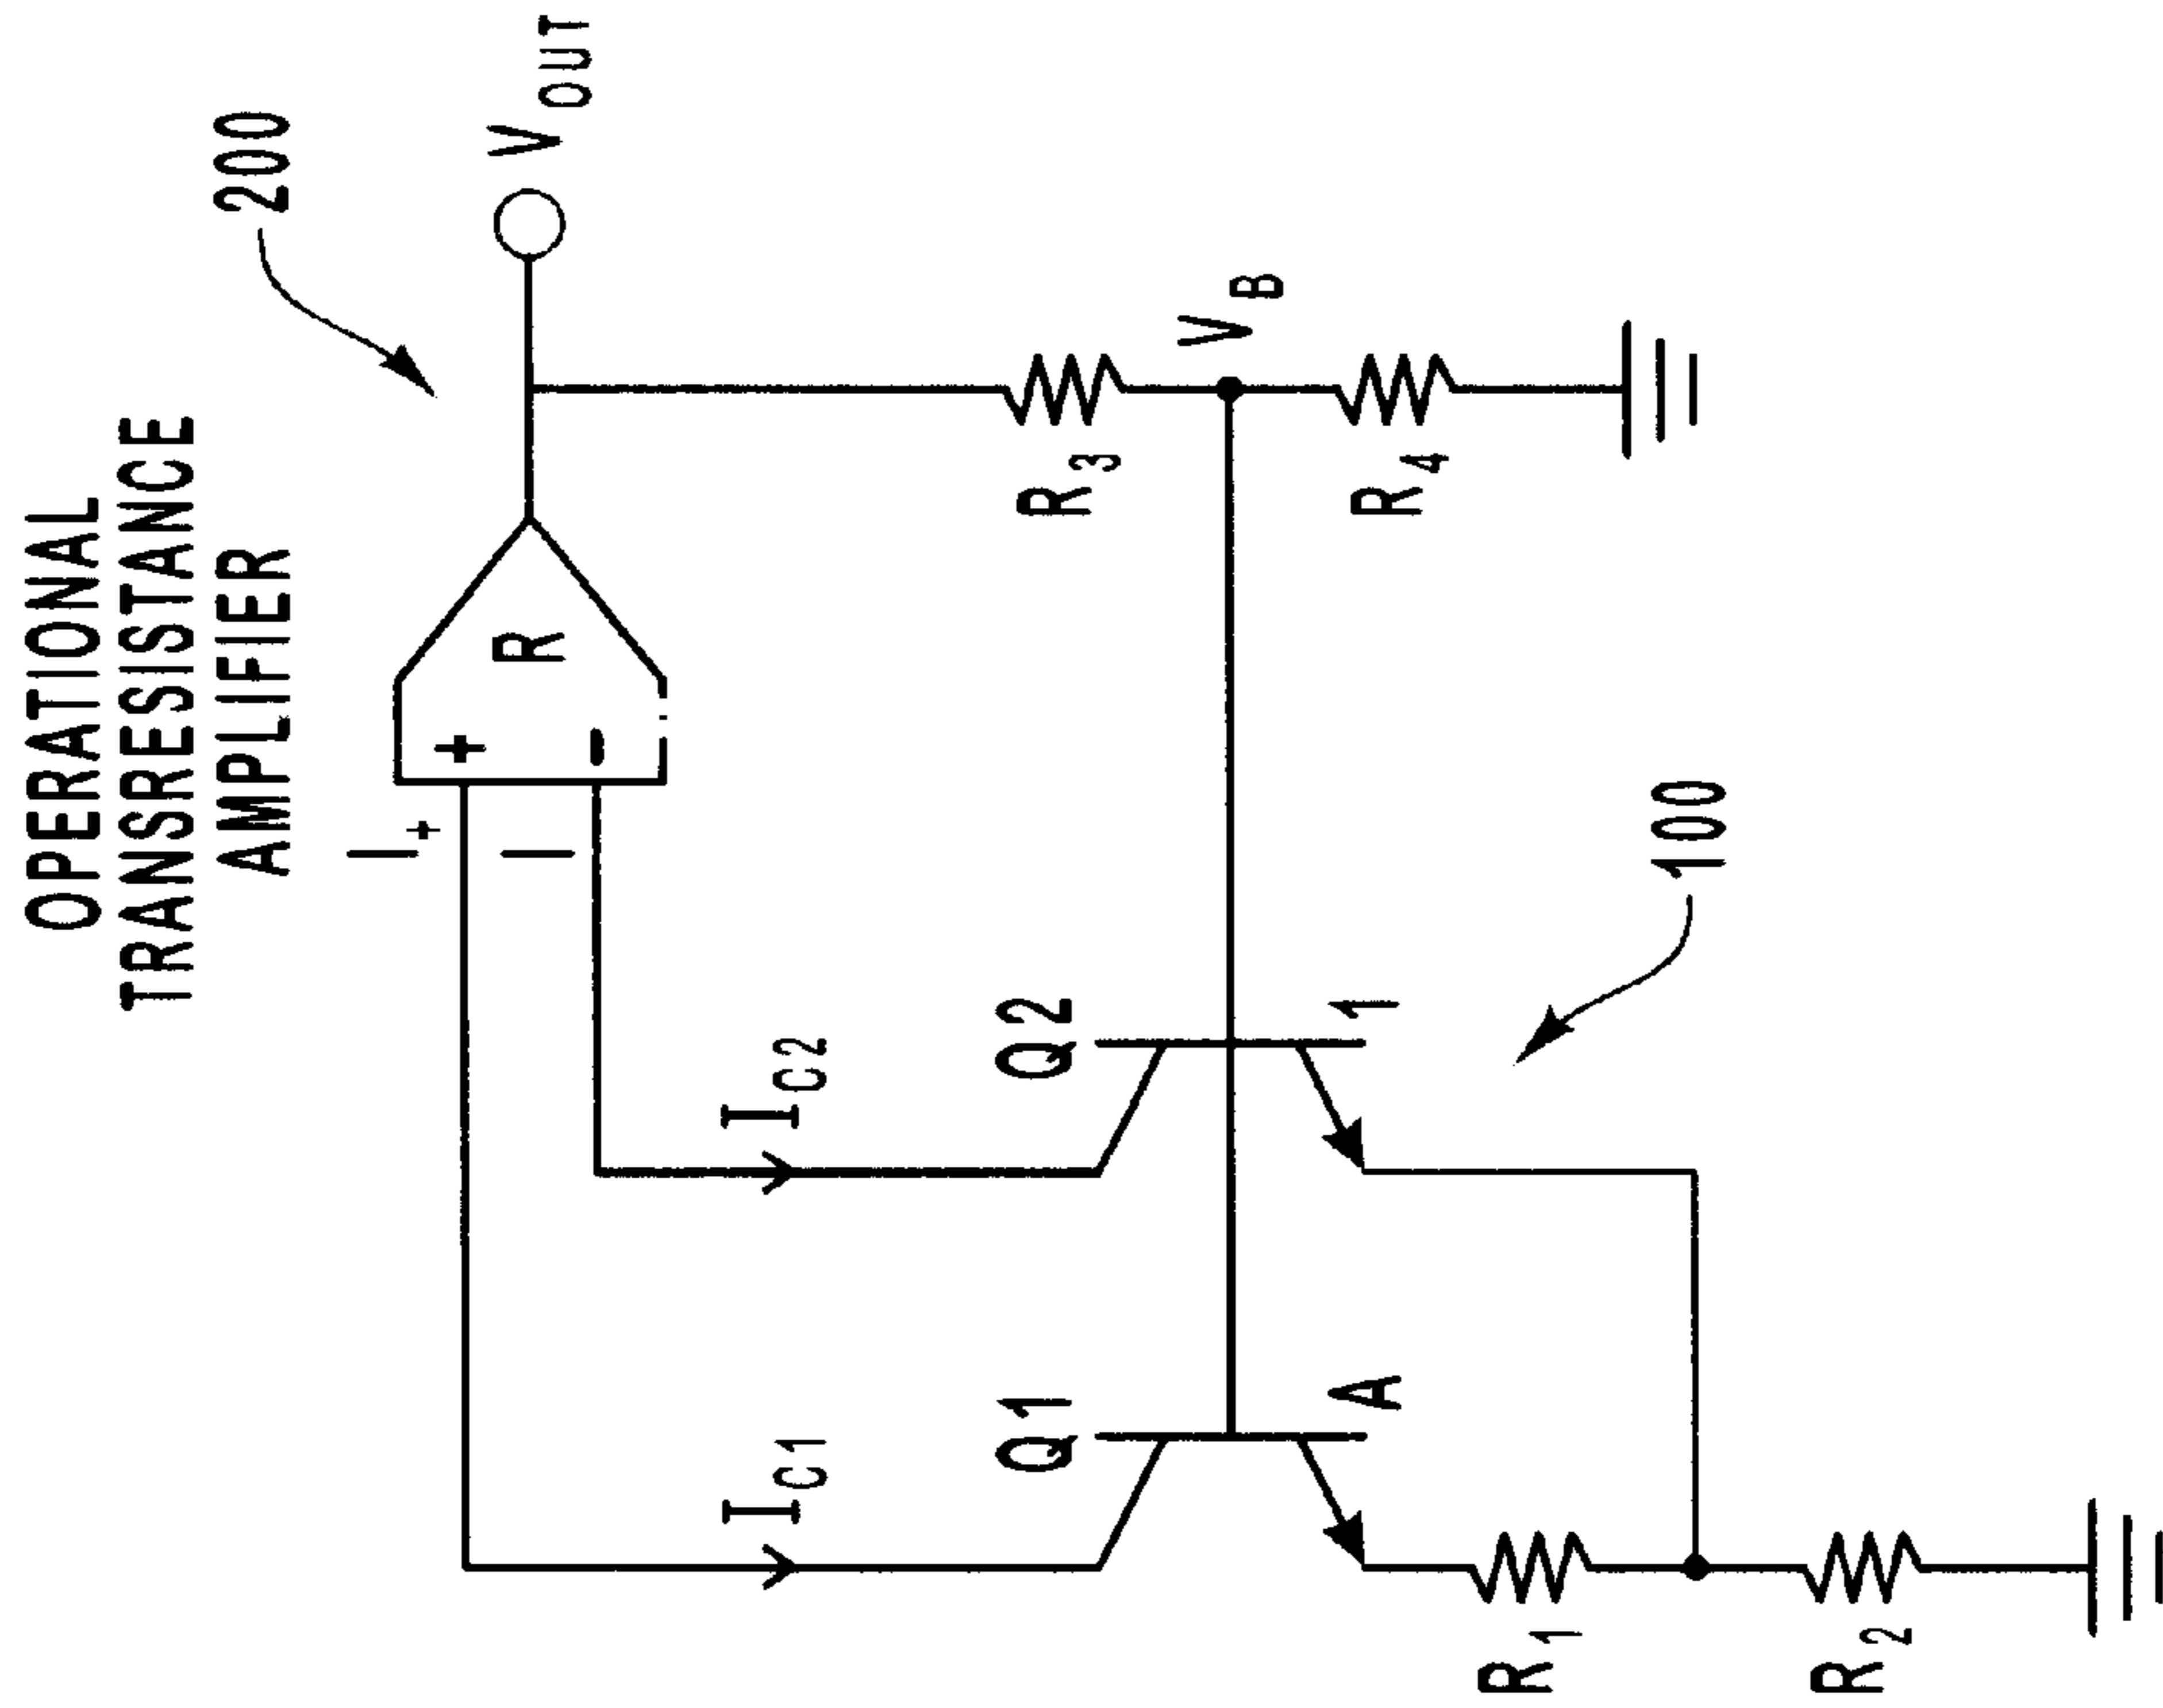 OPERATIONAL
TRANSRESISTANCE
AMPLIFIER
200
I+
I
+
-
R
VOUT
IC1
IC2
Q1
Q2
A
1
VB
R3
R4
100
R1
R2